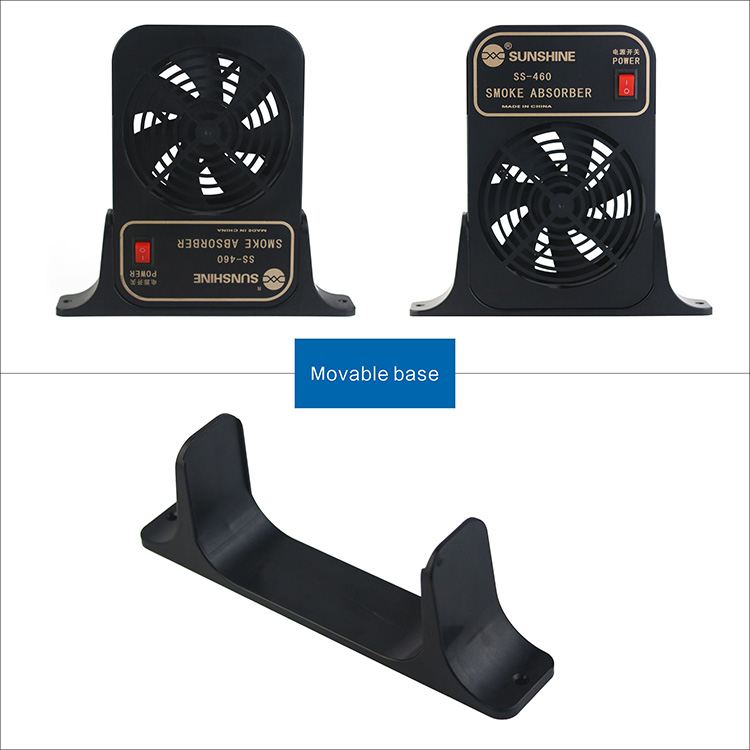 MADE IN CHINA
SMOKE ABSORBER
SS-460
SUNSHINE
®
POWER
电源开关
SUNSHINE®
电源开关
POWER
SS-460
SMOKE ABSORBER
MADE IN CHINA
Movable base